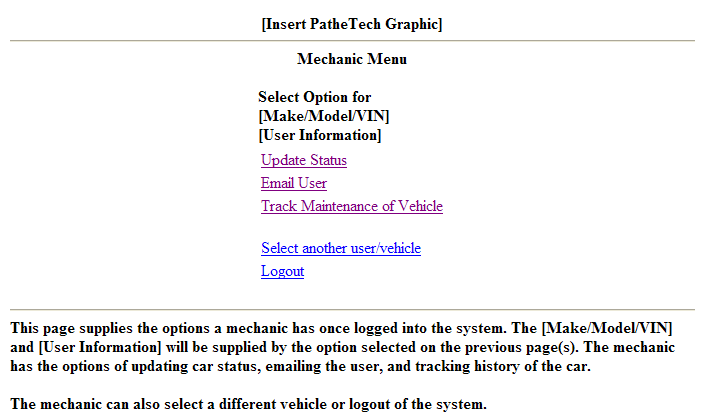 [Insert PatheTech Graphic]
Mechanic Menu
Select Option for
[Make/Model/VIN]
[User Information]
Update Status
Email User
Track Maintenance of Vehicle
Select another user/vehicle
Logout
This page supplies the options a mechanic has once logged into the system. The [Make/Model/VIN]
and [User Information] will be supplied by the option selected on the previous page(s). The mechanic
has the options of updating car status, emailing the user, and tracking history of the car.
The mechanic can also select a different vehicle or logout of the system.